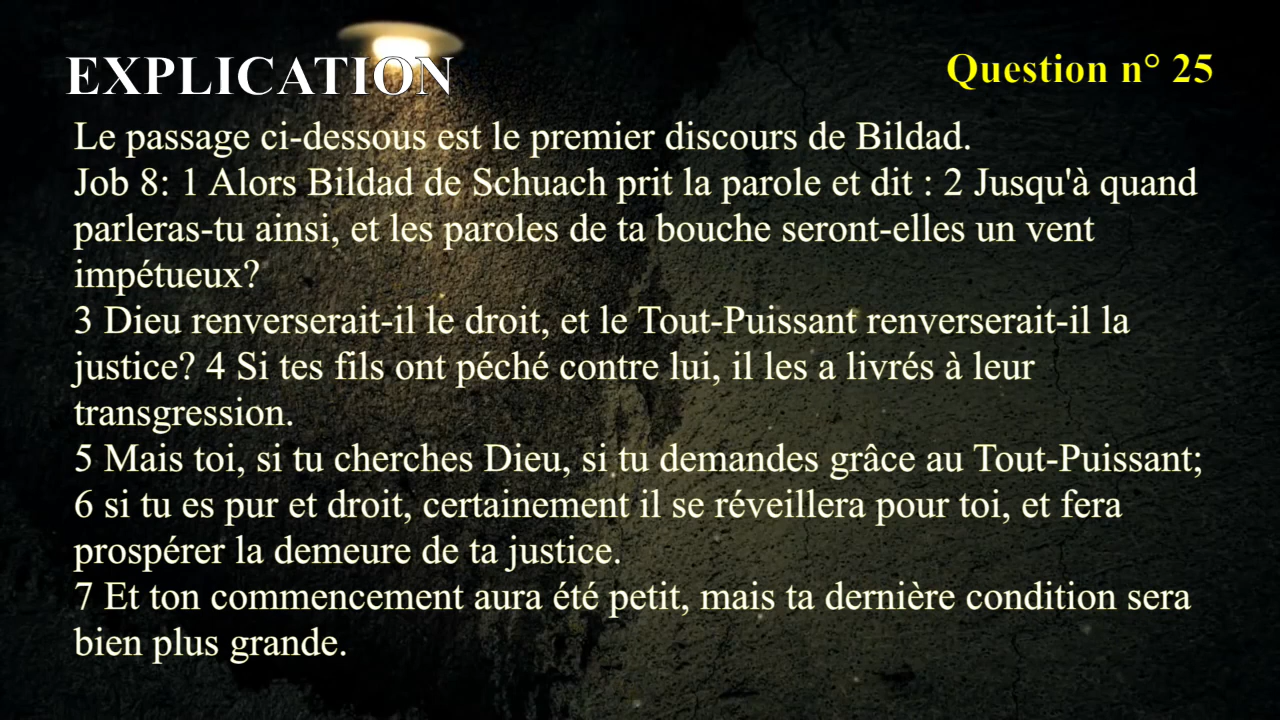 EXPLICATION
Question n° 25
Le passage ci-dessous est le premier discours de Bildad.
Job 8: 1 Alors Bildad de Schuach prit la parole et dit : 2 Jusqu'à quand
parleras-tu ainsi, et les paroles de ta bouche seront-elles un vent
impétueux?
3 Dieu renverserait-il le droit, et le Tout-Puissant renverserait-il la
justice? 4 Si tes fils ont péché contre lui, il les a livrés à leur
transgression.
5 Mais toi, si tu cherches Dieu, si tu demandes grâce au Tout-Puissant;
6 si tu es pur et droit, certainement il se réveillera pour toi, et fera
prospérer la demeure de ta justice.
7 Et ton commencement aura été petit, mais ta dernière condition sera
bien plus grande.